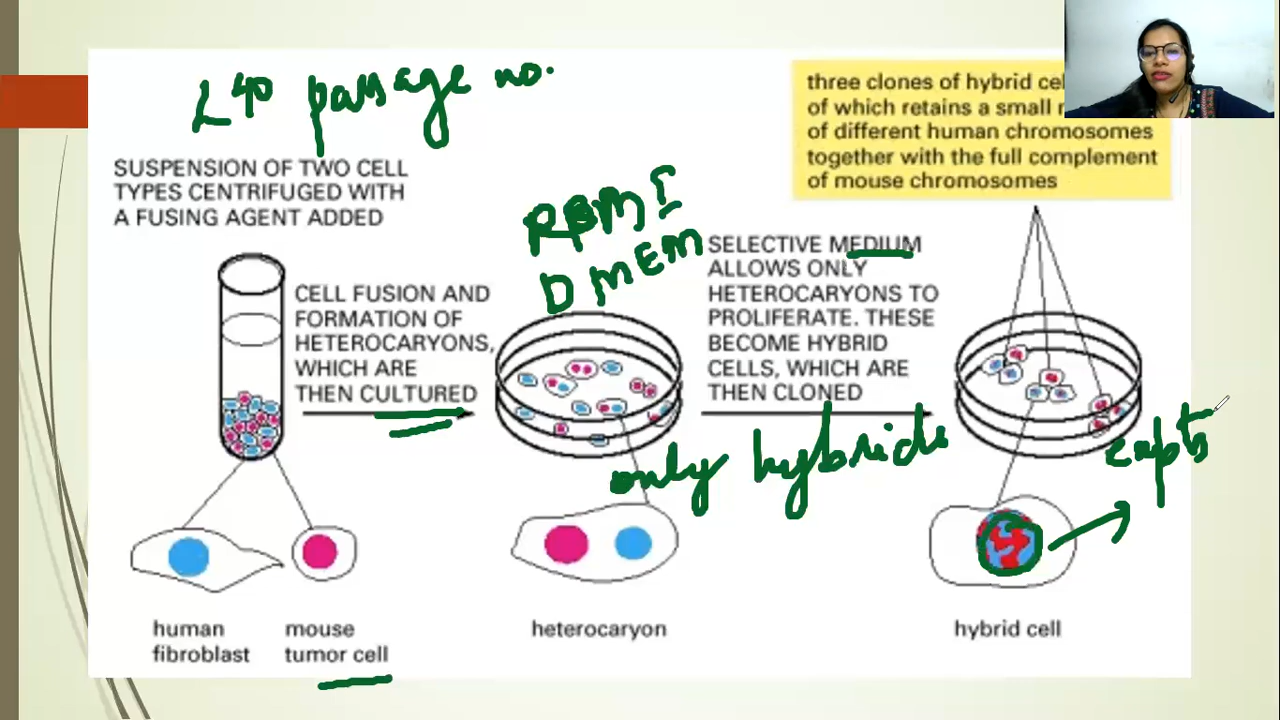 L40 passage no.
SUSPENSION OF TWO CELL
TYPES CENTRIFUGED WITH
A FUSING AGENT ADDED
CELL FUSION AND
FORMATION OF
HETEROCARYONS,
WHICH ARE
THEN CULTURED
RPMI
DMEM
SELECTIVE MEDIUM
ALLOWS ONLY
HETEROCARYONS TO
PROLIFERATE. THESE
BECOME HYBRID
CELLS, WHICH ARE
THEN CLONED
only hybrids
three clones of hybrid
of which retains a small
of different human chromosomes
together with the full complement
of mouse chromosomes
expts
human
fibroblast
mouse
tumor cell
heterocaryon
hybrid cell